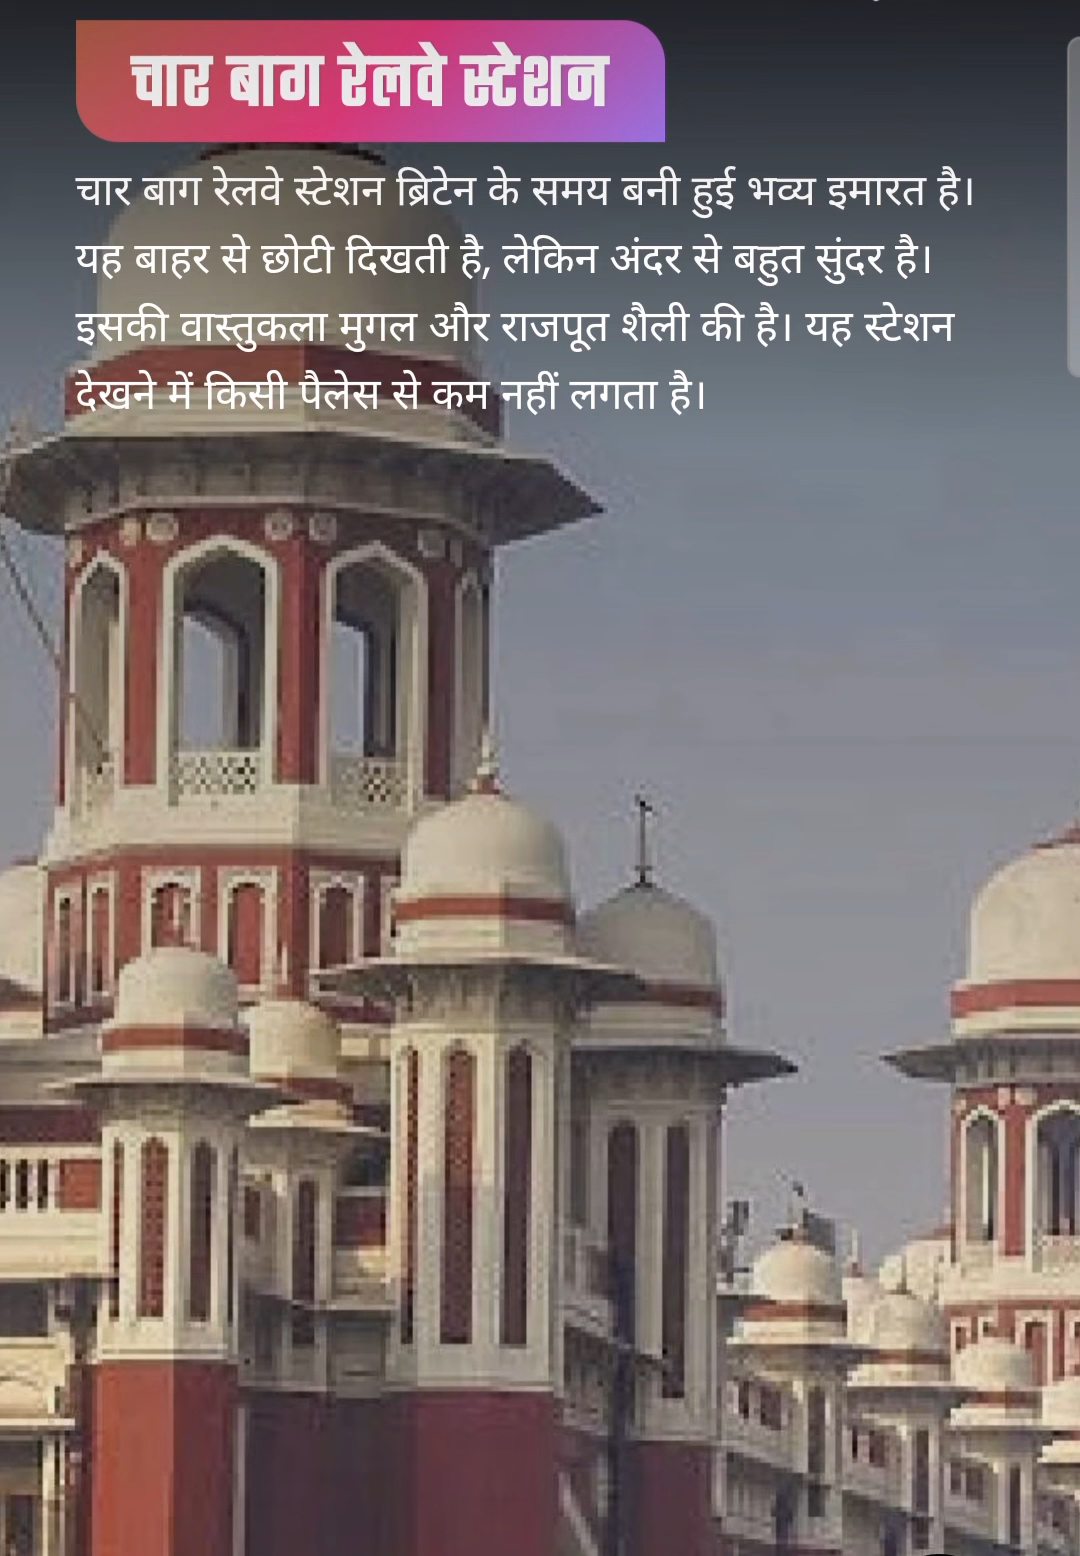 चार बाग रेलवे स्टेशन
चार बाग रेलवे स्टेशन ब्रिटेन के समय बनी हुई भव्य इमारत है।
यह बाहर से छोटी दिखती है, लेकिन अंदर से बहुत सुंदर है।
इसकी वास्तुकला मुगल और राजपूत शैली की है। यह स्टेशन
देखने में किसी पैलेस से कम नहीं लगता है।